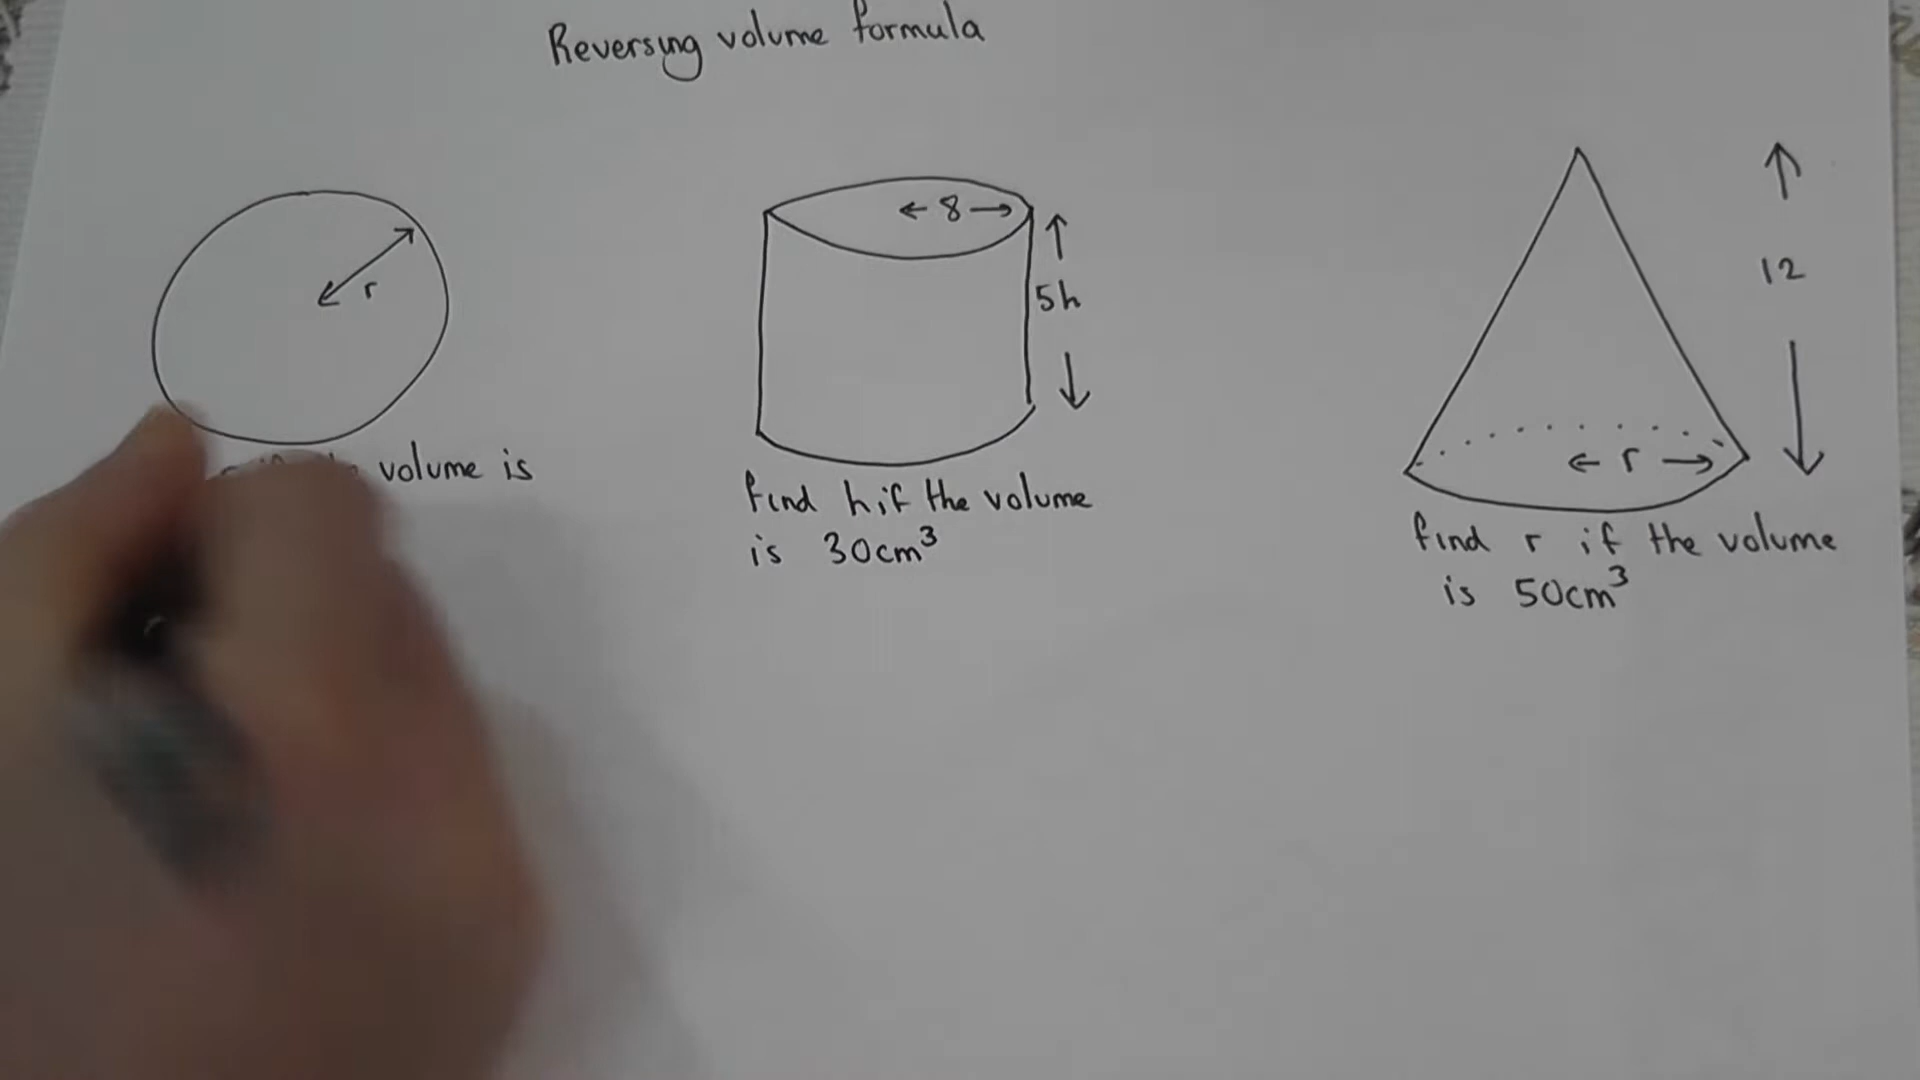 Reversing volume formula
r
volume is
8
5h
find h if the volume
is 30cm³
12
r
find r if the volume
is 50cm³